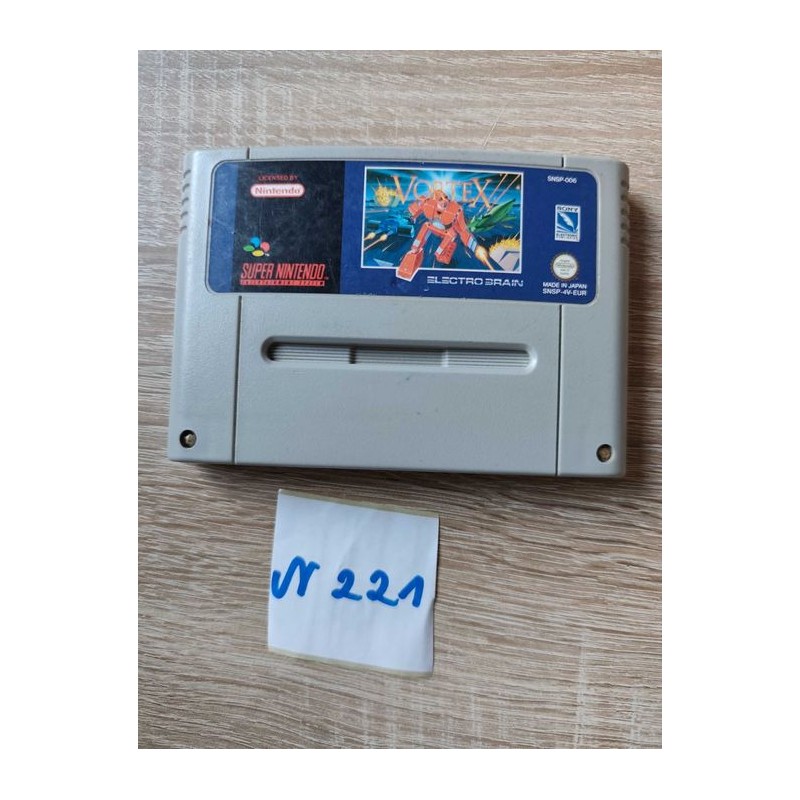 LICENSED BY
Nintendo
SUPER NINTENDO
ENTERTAINMENT SYSTEM
VORTEX
ELECTRO BRAIN
SNSP-006
SONY
MADE IN JAPAN
SNSP-4V-EUR
N 221